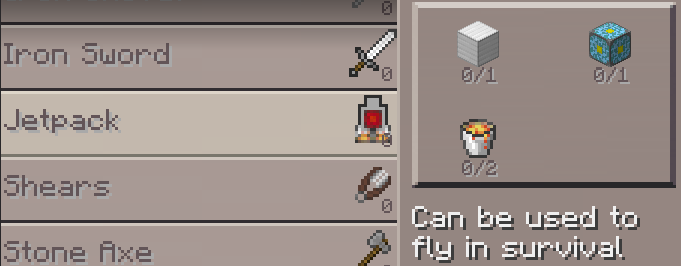 0
Iron Sword
0
Jetpack
0
Shears
0
Stone Axe
0/1
0/1
0/2
Can be used to
fly in survival